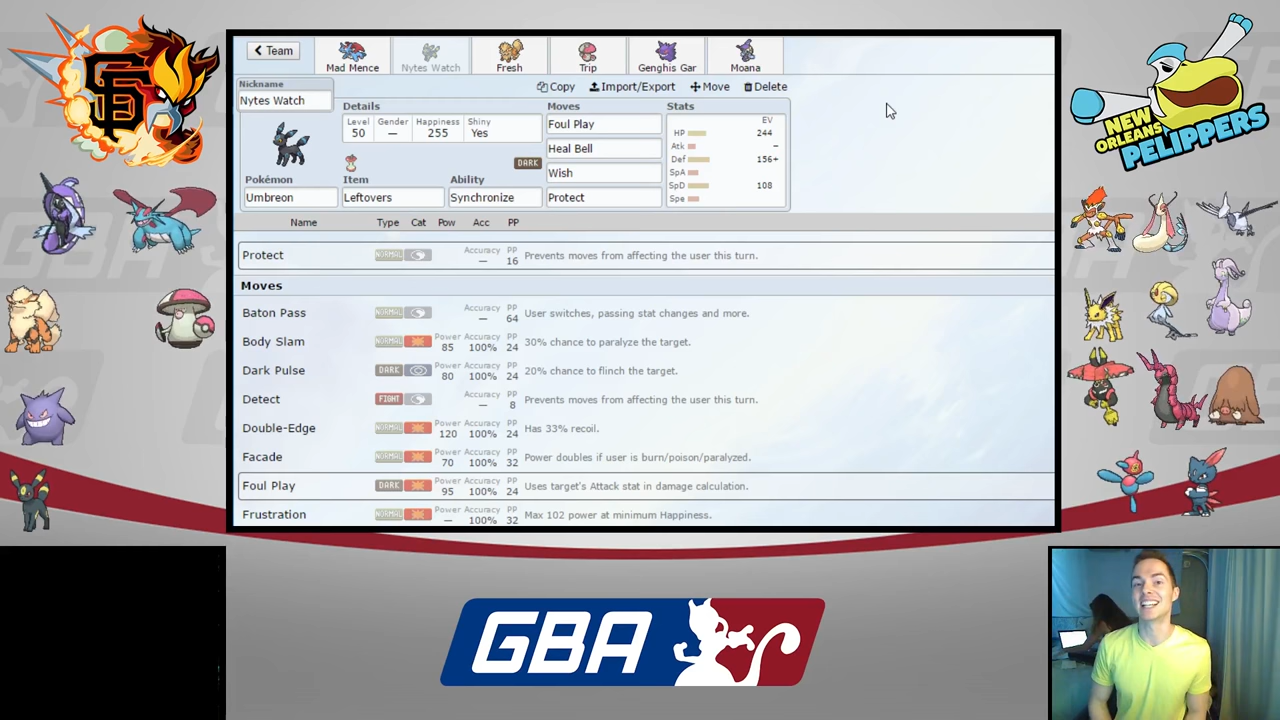 SF
Team
Mad Mence
Nytes Watch
Fresh
Trip
Genghis Gar
Moana
Copy
Import/Export
Move
Delete
Nickname
Nytes Watch
Details
Level
50
Gender
—
Happiness
255
Shiny
Yes
DARK
Pokémon
Umbreon
Item
Leftovers
Ability
Synchronize
Moves
Foul Play
Heal Bell
Wish
Protect
Stats
EV
HP 244
Atk –
Def 156+
SpA
SpD 108
Spe
Name Type Cat Pow Acc PP
Protect NORMAL Accuracy — PP 16 Prevents moves from affecting the user this turn.
Moves
Baton Pass NORMAL Accuracy — PP 64 User switches, passing stat changes and more.
Body Slam NORMAL Power 85 Accuracy 100% PP 24 30% chance to paralyze the target.
Dark Pulse DARK Power 80 Accuracy 100% PP 24 20% chance to flinch the target.
Detect FIGHT Accuracy — PP 8 Prevents moves from affecting the user this turn.
Double-Edge NORMAL Power 120 Accuracy 100% PP 24 Has 33% recoil.
Facade NORMAL Power 70 Accuracy 100% PP 32 Power doubles if user is burn/poison/paralyzed.
Foul Play DARK Power 95 Accuracy 100% PP 24 Uses target's Attack stat in damage calculation.
Frustration NORMAL Power — Accuracy 100% PP 32 Max 102 power at minimum Happiness.
NEW
ORLEANS
PELIPPERS
GBA